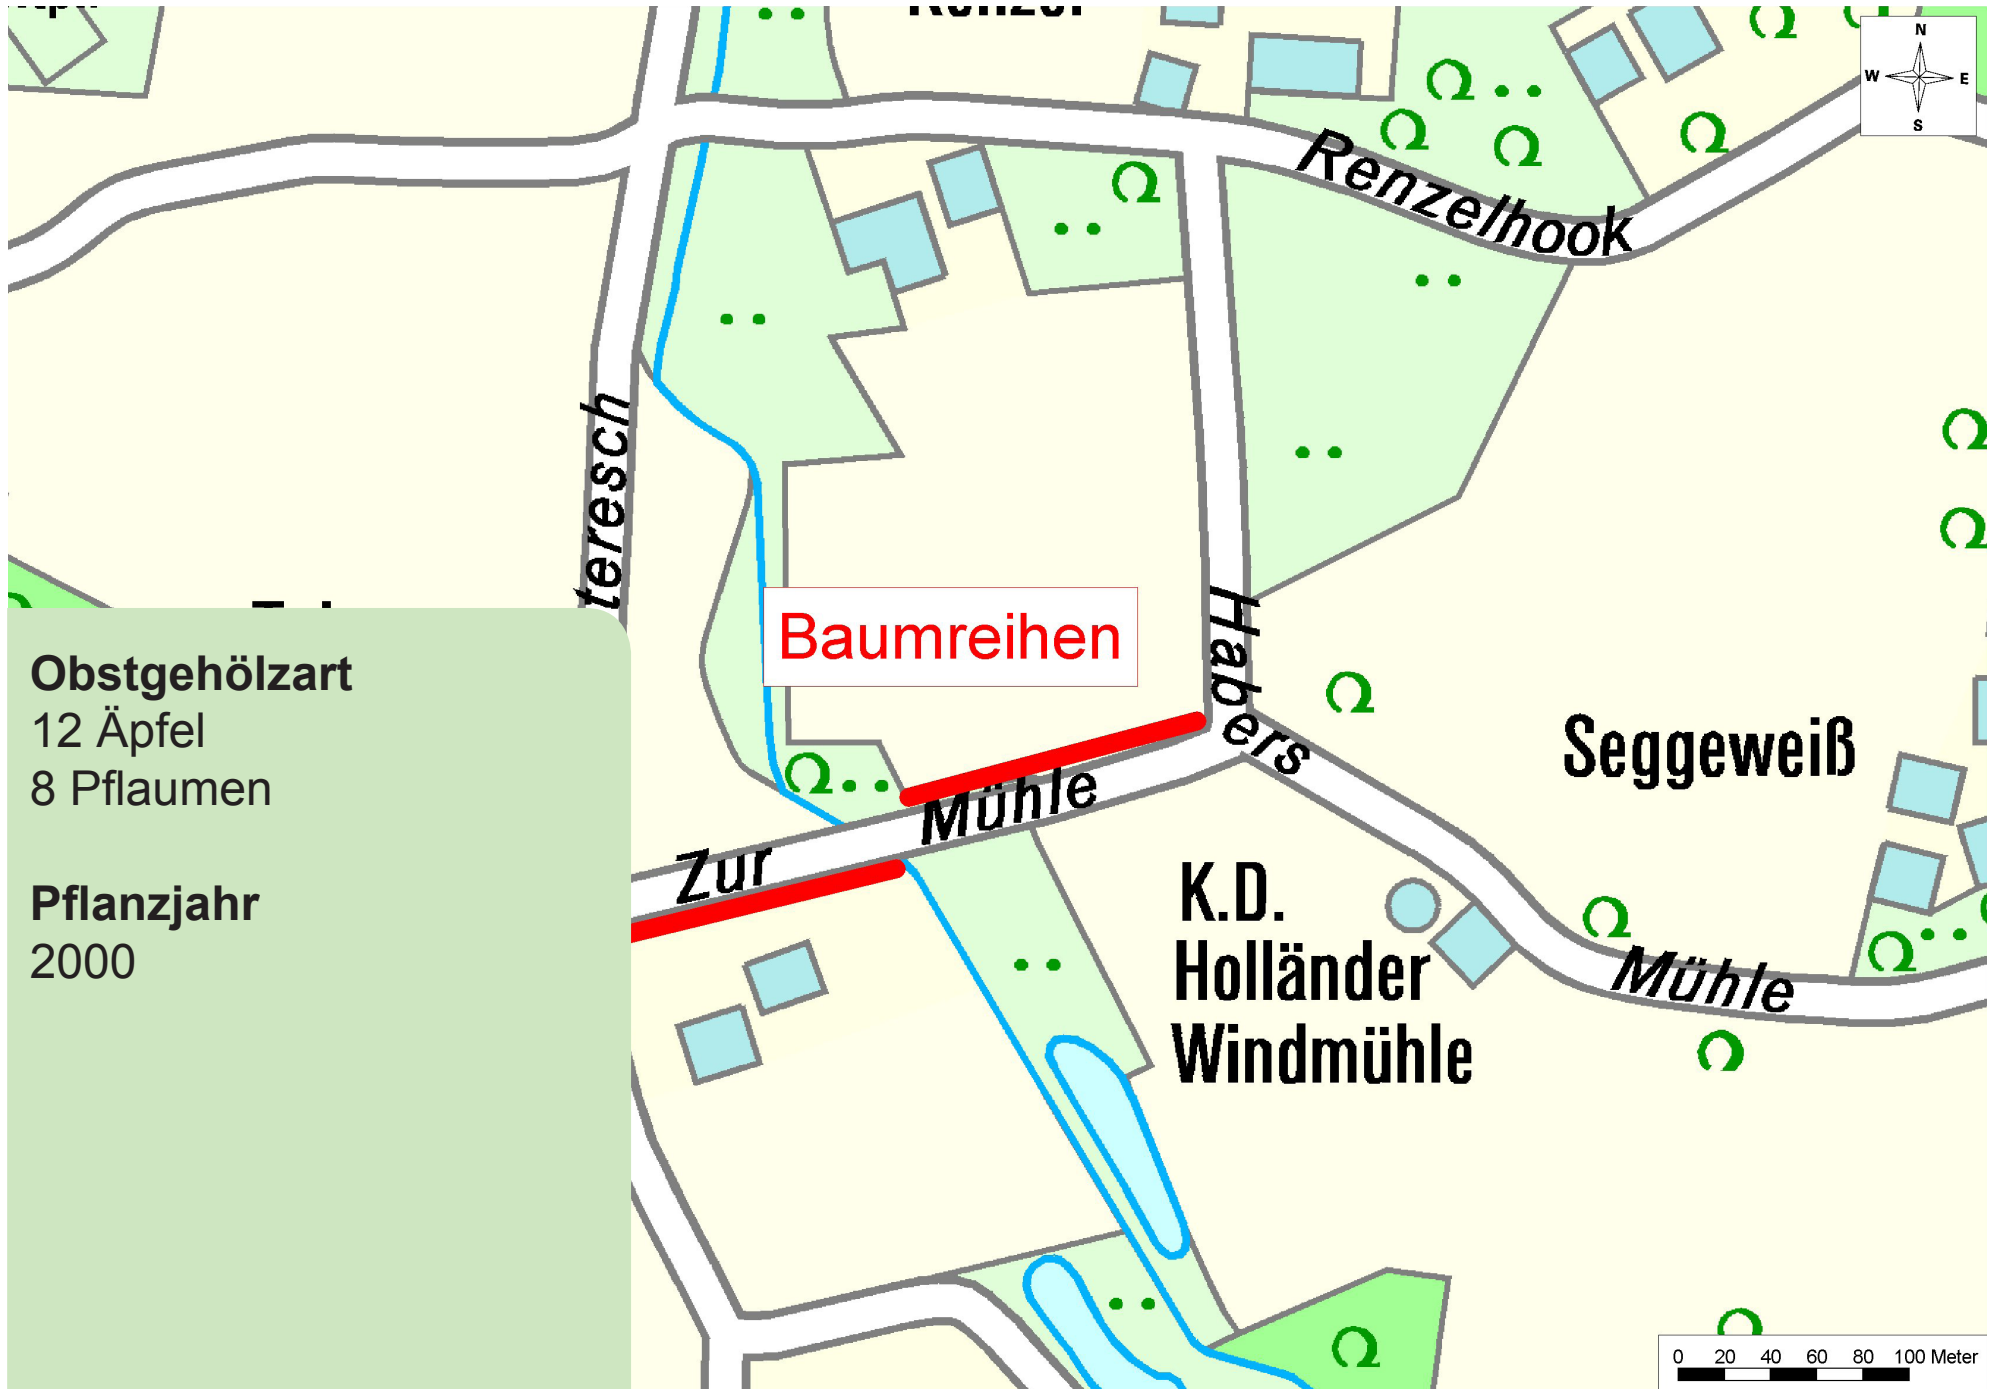 N
W E
S
Renzelhook
teresch
Baumreihen
Habers
Obstgehölzart
12 Äpfel
8 Pflaumen
Pflanzjahr
2000
Zur Mühle
Seggeweiß
K.D.
Holländer
Windmühle
Mühle
0 20 40 60 80 100 Meter